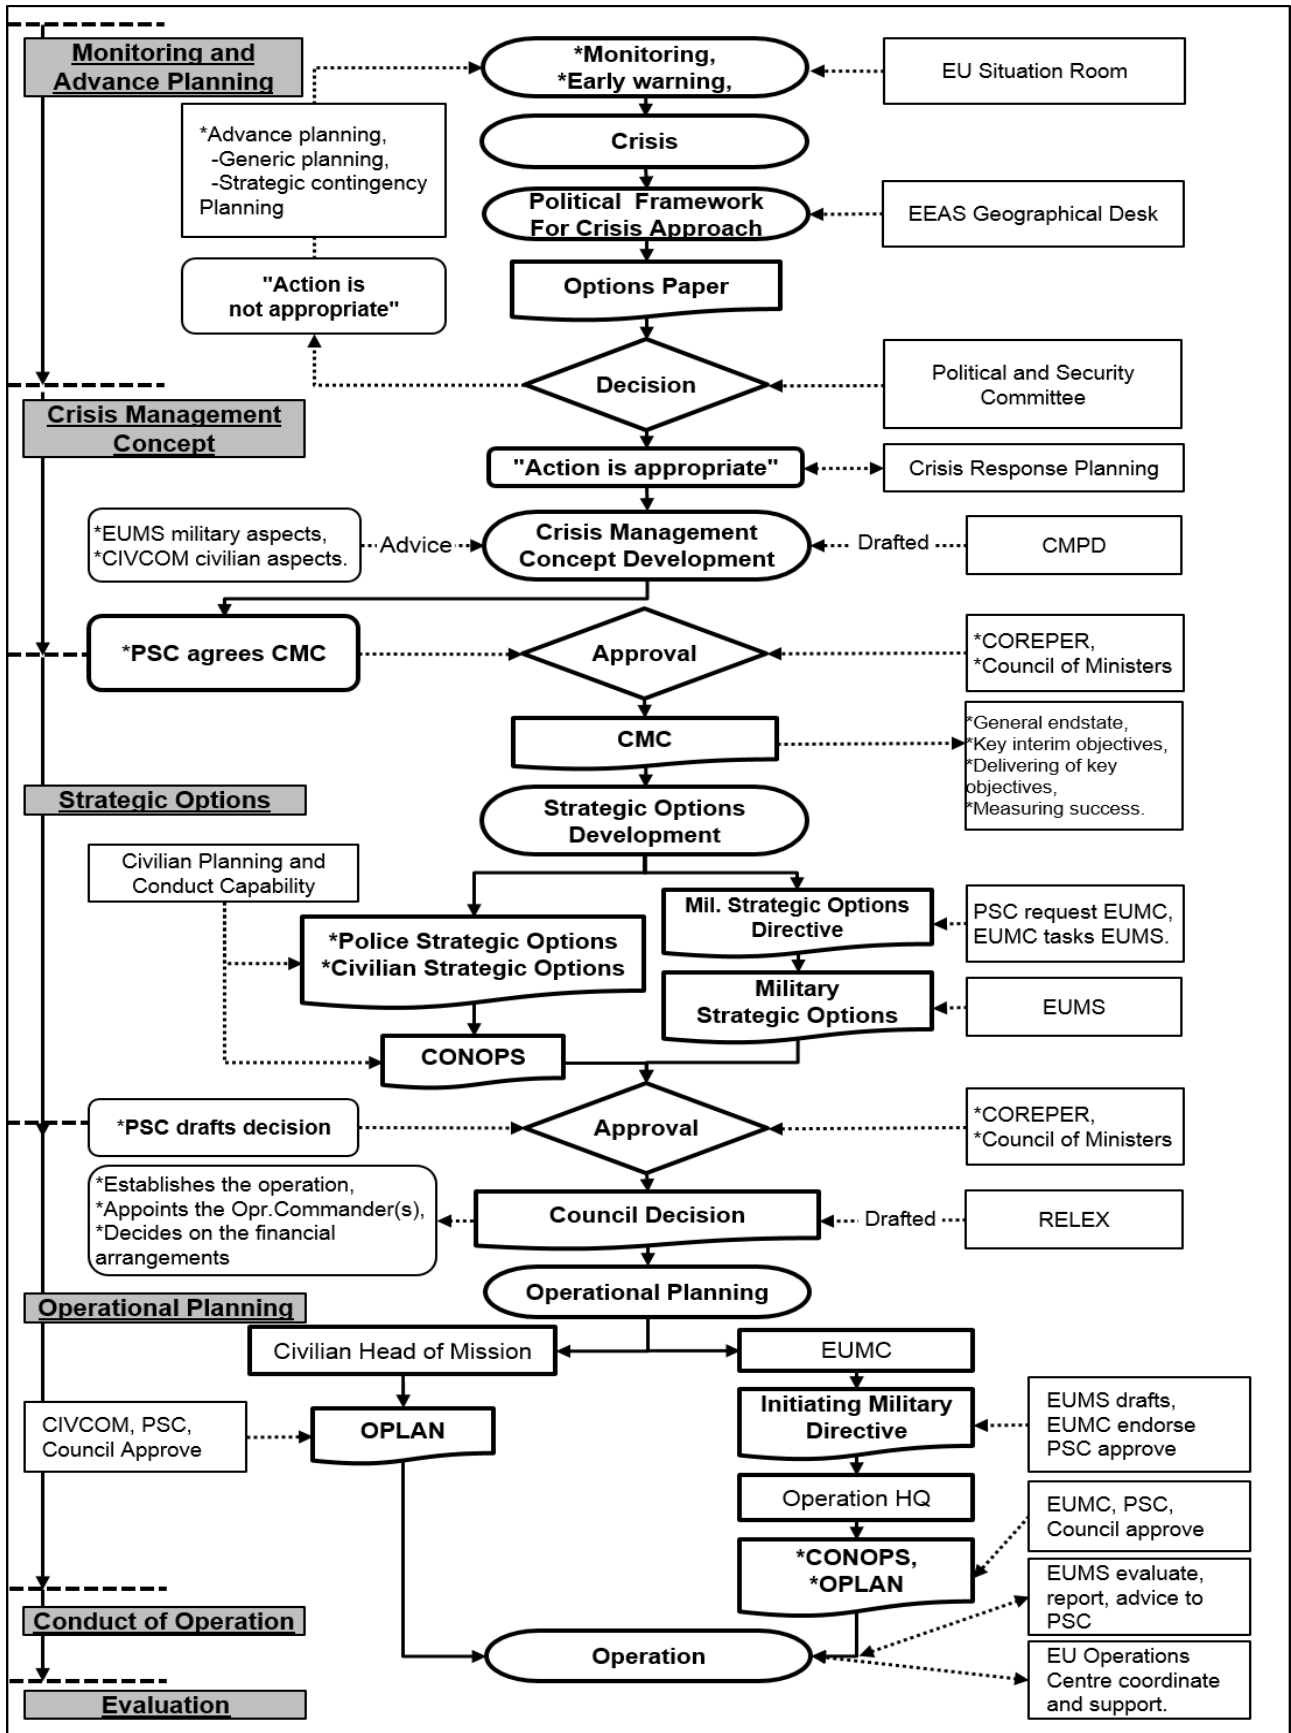 Monitoring and
Advance Planning
*Monitoring,
*Early warning,
EU Situation Room
*Advance planning,
-Generic planning,
-Strategic contingency
Planning
Crisis
Political Framework
For Crisis Approach
EEAS Geographical Desk
"Action is
not appropriate"
Options Paper
Decision
Political and Security
Committee
Crisis Management
Concept
"Action is appropriate"
Crisis Response Planning
*EUMS military aspects,
*CIVCOM civilian aspects.
Advice
Crisis Management
Concept Development
Drafted
CMPD
*PSC agrees CMC
Approval
*COREPER,
*Council of Ministers
CMC
*General endstate,
*Key interim objectives,
*Delivering of key
objectives,
*Measuring success.
Strategic Options
Strategic Options
Development
Civilian Planning and
Conduct Capability
*Police Strategic Options
*Civilian Strategic Options
Mil. Strategic Options
Directive
PSC request EUMC,
EUMC tasks EUMS.
Military
Strategic Options
EUMS
CONOPS
*PSC drafts decision
Approval
*COREPER,
*Council of Ministers
*Establishes the operation,
*Appoints the Opr.Commander(s),
*Decides on the financial
arrangements
Council Decision
Drafted
RELEX
Operational Planning
Operational Planning
Civilian Head of Mission
EUMC
CIVCOM, PSC,
Council Approve
OPLAN
Initiating Military
Directive
EUMS drafts,
EUMC endorse
PSC approve
Operation HQ
EUMC, PSC,
Council approve
*CONOPS,
*OPLAN
EUMS evaluate,
report, advice to
PSC
Conduct of Operation
Operation
EU Operations
Centre coordinate
and support.
Evaluation